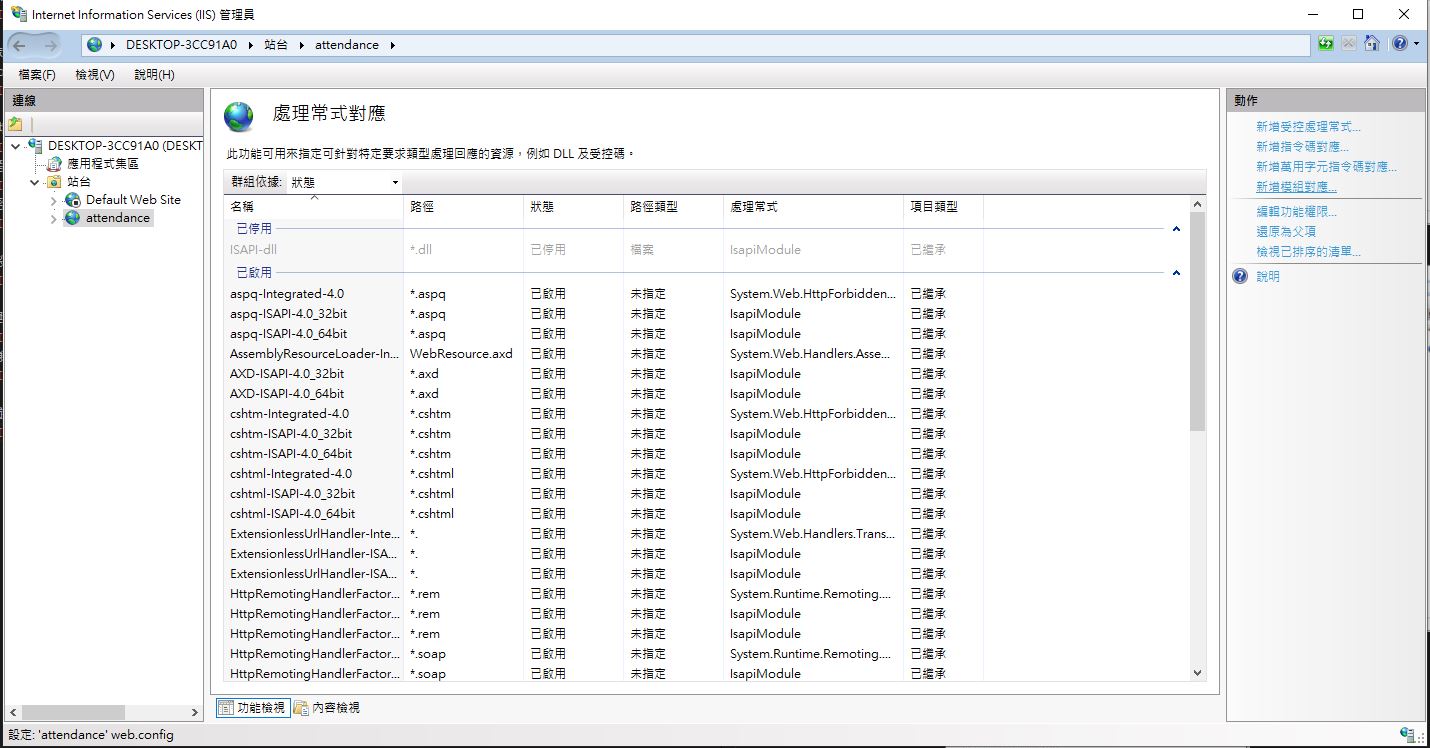 Internet Information Services (IIS) 管理員
DESKTOP-3CC91A0 站台 attendance
檔案(F) 檢視(V) 說明(H)
連線
DESKTOP-3CC91A0 (DESKT
應用程式集區
站台
Default Web Site
attendance
處理常式對應
此功能可用來指定可針對特定要求類型處理回應的資源，例如 DLL 及受控碼。
群組依據: 狀態
名稱 路徑 狀態 路徑類型 處理常式 項目類型
已停用
ISAPI-dll *.dll 已停用 檔案 IsapiModule 已繼承
已啟用
aspq-Integrated-4.0 *.aspq 已啟用 未指定 System.Web.HttpForbidden... 已繼承
aspq-ISAPI-4.0_32bit *.aspq 已啟用 未指定 IsapiModule 已繼承
aspq-ISAPI-4.0_64bit *.aspq 已啟用 未指定 IsapiModule 已繼承
AssemblyResourceLoader-In... WebResource.axd 已啟用 未指定 System.Web.Handlers.Asse... 已繼承
AXD-ISAPI-4.0_32bit *.axd 已啟用 未指定 IsapiModule 已繼承
AXD-ISAPI-4.0_64bit *.axd 已啟用 未指定 IsapiModule 已繼承
cshtm-Integrated-4.0 *.cshtm 已啟用 未指定 System.Web.HttpForbidden... 已繼承
cshtm-ISAPI-4.0_32bit *.cshtm 已啟用 未指定 IsapiModule 已繼承
cshtm-ISAPI-4.0_64bit *.cshtm 已啟用 未指定 IsapiModule 已繼承
cshtml-Integrated-4.0 *.cshtml 已啟用 未指定 System.Web.HttpForbidden... 已繼承
cshtml-ISAPI-4.0_32bit *.cshtml 已啟用 未指定 IsapiModule 已繼承
cshtml-ISAPI-4.0_64bit *.cshtml 已啟用 未指定 IsapiModule 已繼承
ExtensionlessUrlHandler-Inte... *. 已啟用 未指定 System.Web.Handlers.Trans... 已繼承
ExtensionlessUrlHandler-ISA... *. 已啟用 未指定 IsapiModule 已繼承
ExtensionlessUrlHandler-ISA... *. 已啟用 未指定 IsapiModule 已繼承
HttpRemotingHandlerFactor... *.rem 已啟用 未指定 System.Runtime.Remoting.... 已繼承
HttpRemotingHandlerFactor... *.rem 已啟用 未指定 IsapiModule 已繼承
HttpRemotingHandlerFactor... *.rem 已啟用 未指定 IsapiModule 已繼承
HttpRemotingHandlerFactor... *.soap 已啟用 未指定 System.Runtime.Remoting.... 已繼承
HttpRemotingHandlerFactor... *.soap 已啟用 未指定 IsapiModule 已繼承
功能檢視 內容檢視
動作
新增受控處理常式...
新增指令碼對應...
新增萬用字元指令碼對應...
新增模組對應...
編輯功能權限...
還原為父項
檢視已排序的清單...
說明
設定: 'attendance' web.config